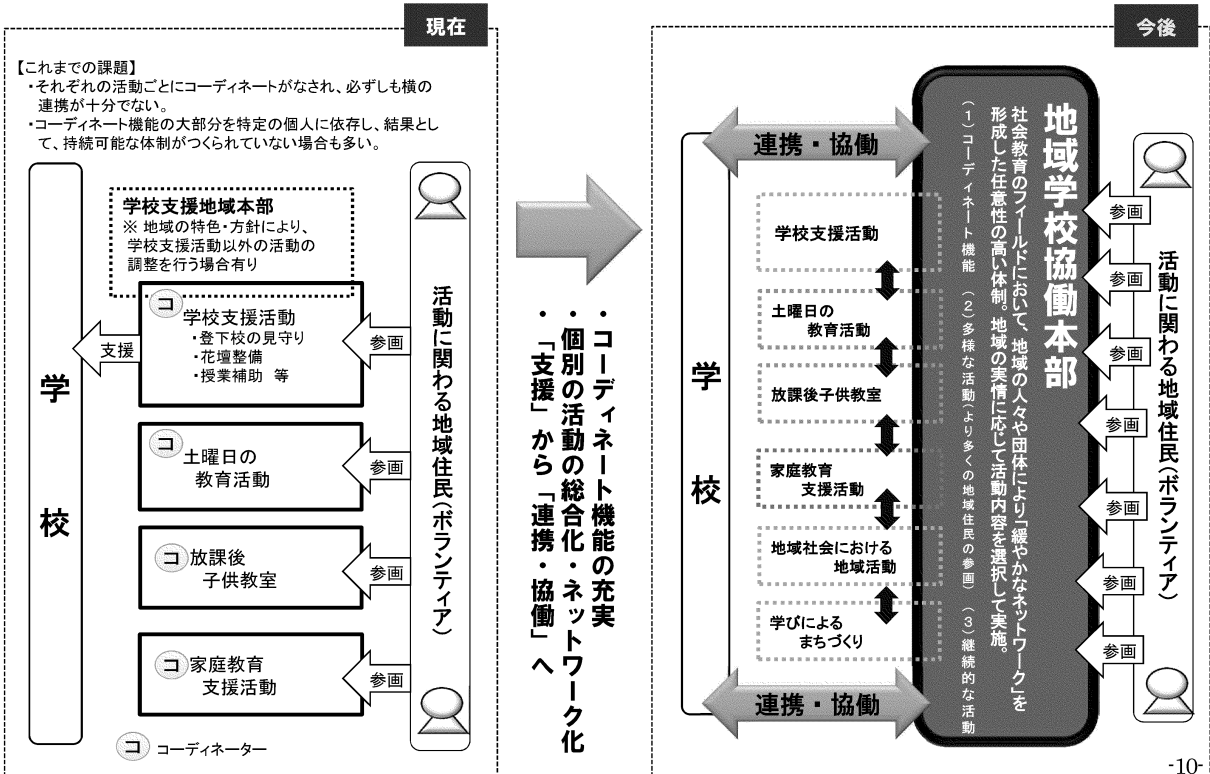 現在
【これまでの課題】
・それぞれの活動ごとにコーディネートがなされ、必ずしも横の
連携が十分でない。
・コーディネート機能の大部分を特定の個人に依存し、結果とし
て、持続可能な体制がつくられていない場合も多い。
学校
学校支援地域本部
※ 地域の特色・方針により、
学校支援活動以外の活動の
調整を行う場合有り
コ
学校支援活動
・登下校の見守り
・花壇整備
・授業補助 等
支援
参画
コ
土曜日の
教育活動
参画
コ
放課後
子供教室
参画
コ
家庭教育
支援活動
参画
活動に関わる地域住民(ボランティア)
コ コーディネーター
・コーディネート機能の充実
・個別の活動の総合化・ネットワーク化
・「支援」から「連携・協働」へ
今後
学校
連携・協働
学校支援活動
土曜日の
教育活動
放課後子供教室
家庭教育
支援活動
地域社会における
地域活動
学びによる
まちづくり
連携・協働
地域学校協働本部
社会教育のフィールドにおいて、地域の人々や団体により「緩やかなネットワーク」を
形成した任意性の高い体制。地域の実情に応じて活動内容を選択して実施。
(1)コーディネート機能 (2)多様な活動(より多くの地域住民の参画) (3)継続的な活動
参画
参画
参画
参画
参画
参画
参画
活動に関わる地域住民(ボランティア)
-10-